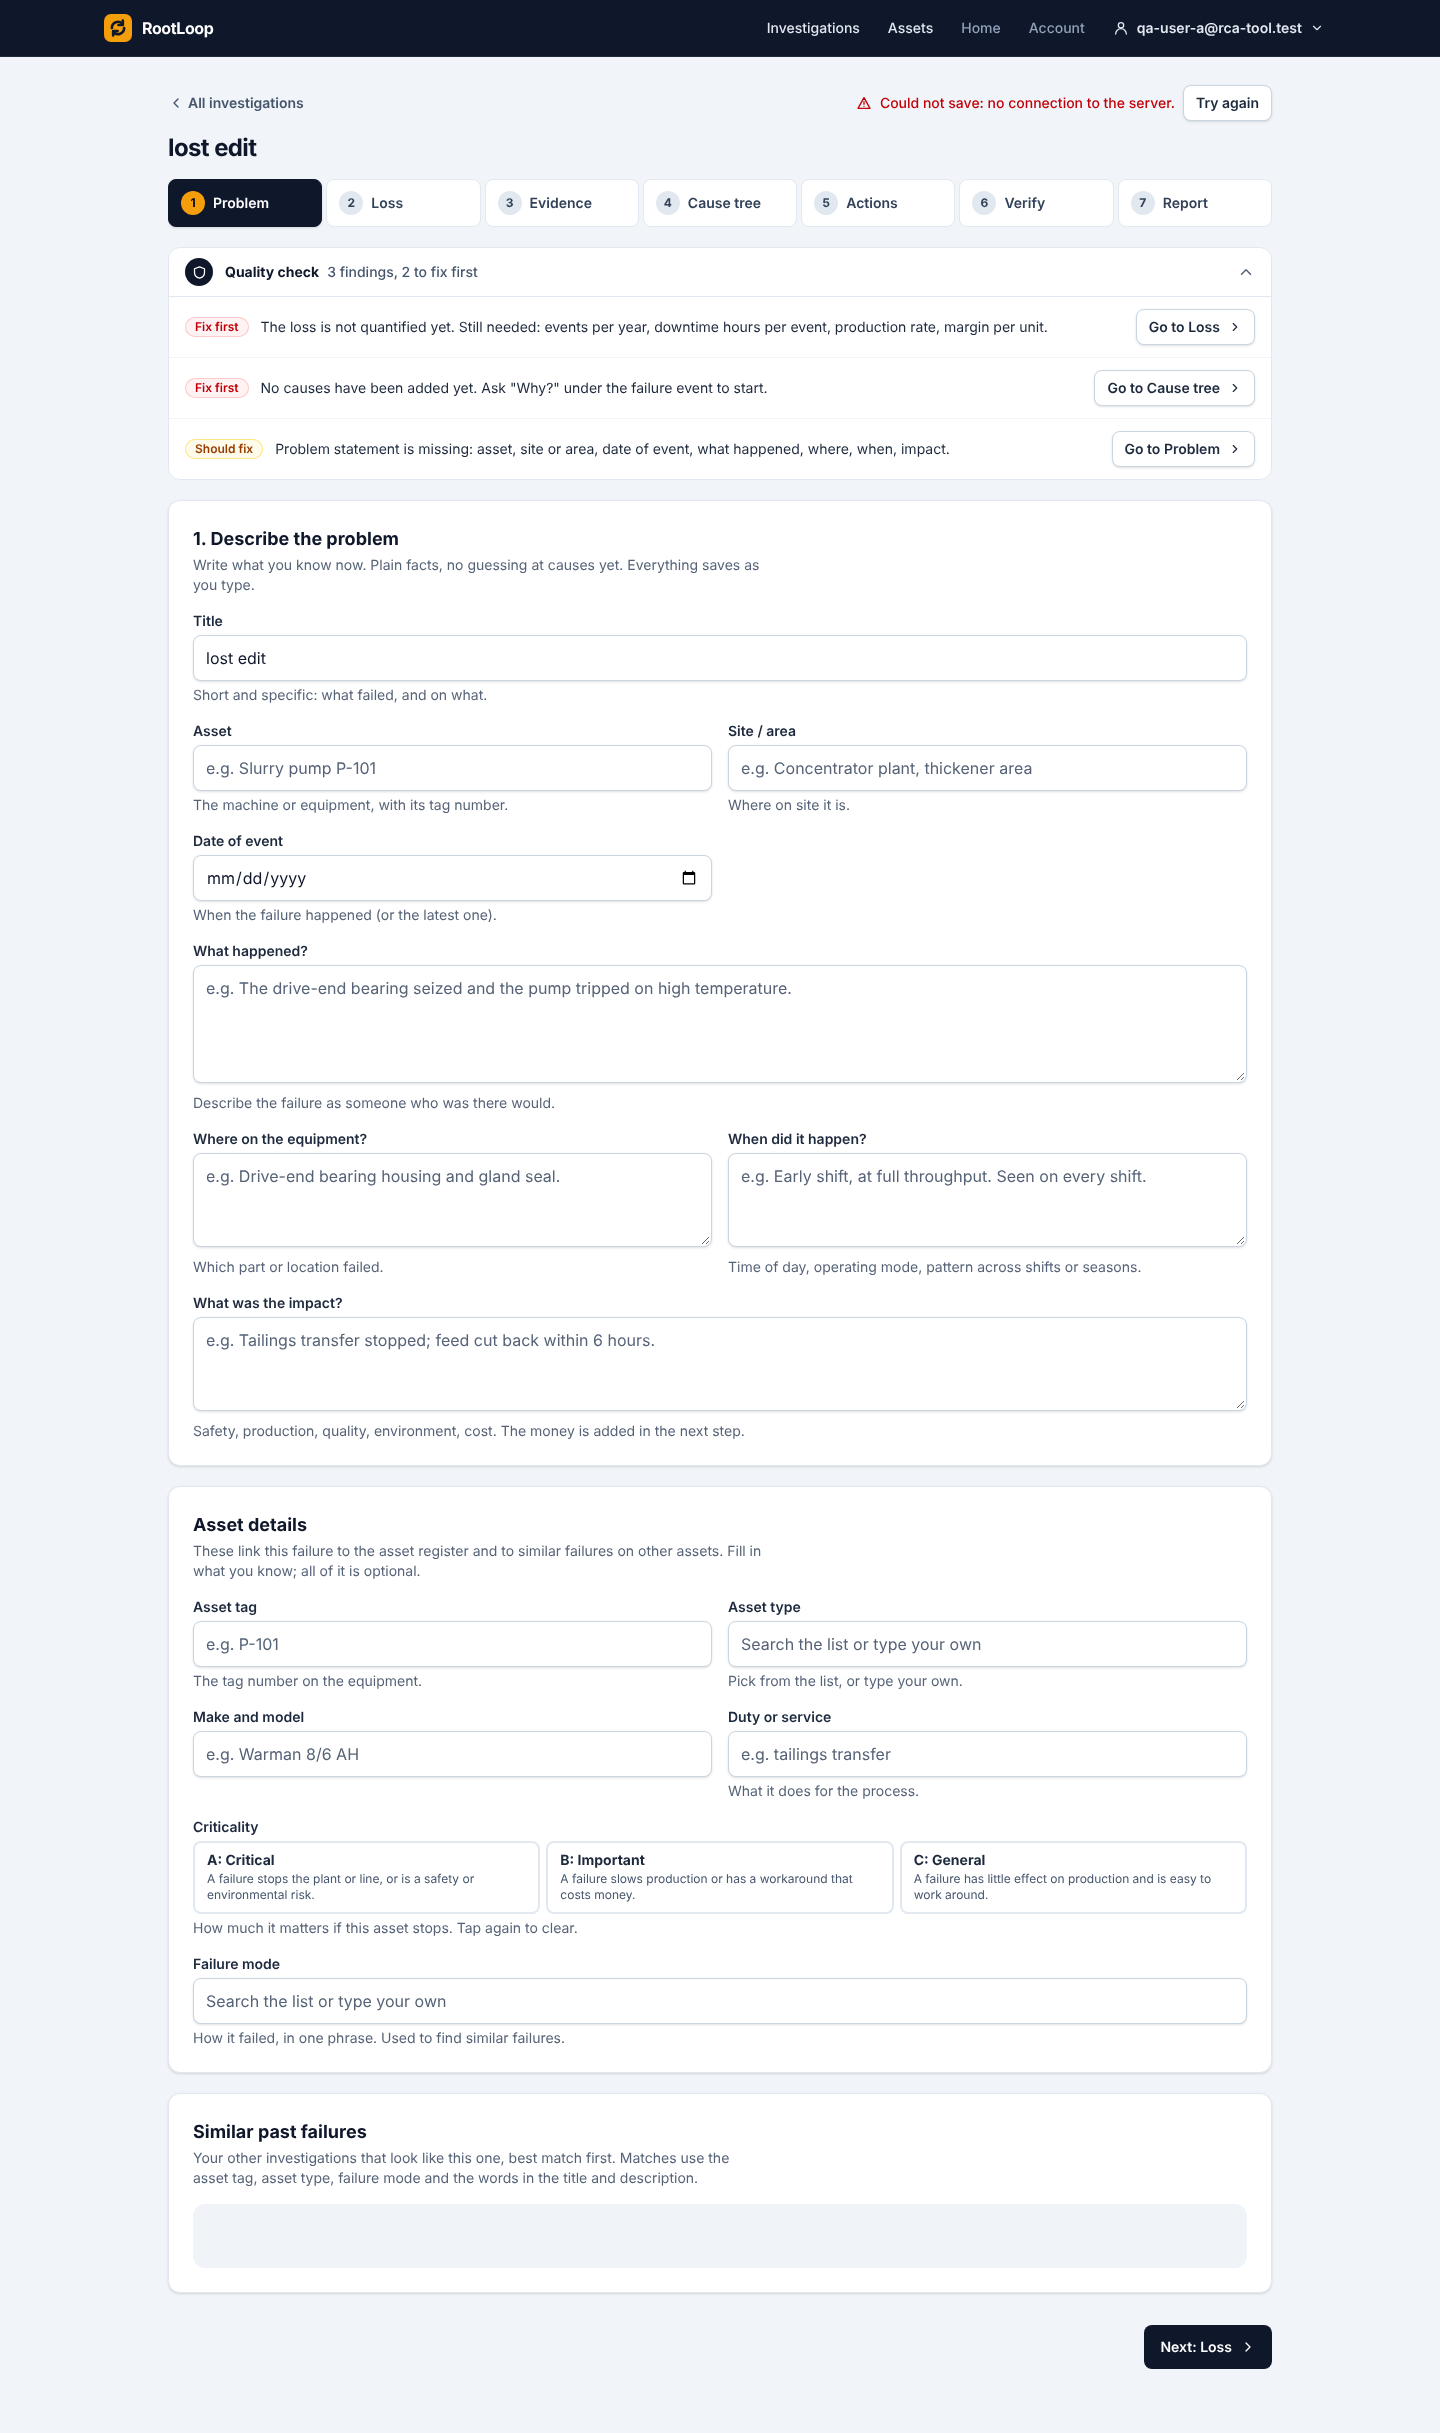 RootLoop
Investigations
Assets
Home
Account
qa-user-a@rca-tool.test
All investigations
Could not save: no connection to the server.
Try again
lost edit
1 Problem
2 Loss
3 Evidence
4 Cause tree
5 Actions
6 Verify
7 Report
Quality check 3 findings, 2 to fix first
Fix first The loss is not quantified yet. Still needed: events per year, downtime hours per event, production rate, margin per unit.
Go to Loss
Fix first No causes have been added yet. Ask "Why?" under the failure event to start.
Go to Cause tree
Should fix Problem statement is missing: asset, site or area, date of event, what happened, where, when, impact.
Go to Problem
1. Describe the problem
Write what you know now. Plain facts, no guessing at causes yet. Everything saves as
you type.
Title
lost edit
Short and specific: what failed, and on what.
Asset
e.g. Slurry pump P-101
The machine or equipment, with its tag number.
Site / area
e.g. Concentrator plant, thickener area
Where on site it is.
Date of event
mm/dd/yyyy
When the failure happened (or the latest one).
What happened?
e.g. The drive-end bearing seized and the pump tripped on high temperature.
Describe the failure as someone who was there would.
Where on the equipment?
e.g. Drive-end bearing housing and gland seal.
Which part or location failed.
When did it happen?
e.g. Early shift, at full throughput. Seen on every shift.
Time of day, operating mode, pattern across shifts or seasons.
What was the impact?
e.g. Tailings transfer stopped; feed cut back within 6 hours.
Safety, production, quality, environment, cost. The money is added in the next step.
Asset details
These link this failure to the asset register and to similar failures on other assets. Fill in
what you know; all of it is optional.
Asset tag
e.g. P-101
The tag number on the equipment.
Asset type
Search the list or type your own
Pick from the list, or type your own.
Make and model
e.g. Warman 8/6 AH
Duty or service
e.g. tailings transfer
What it does for the process.
Criticality
A: Critical
A failure stops the plant or line, or is a safety or
environmental risk.
B: Important
A failure slows production or has a workaround that
costs money.
C: General
A failure has little effect on production and is easy to
work around.
How much it matters if this asset stops. Tap again to clear.
Failure mode
Search the list or type your own
How it failed, in one phrase. Used to find similar failures.
Similar past failures
Your other investigations that look like this one, best match first. Matches use the
asset tag, asset type, failure mode and the words in the title and description.
Next: Loss